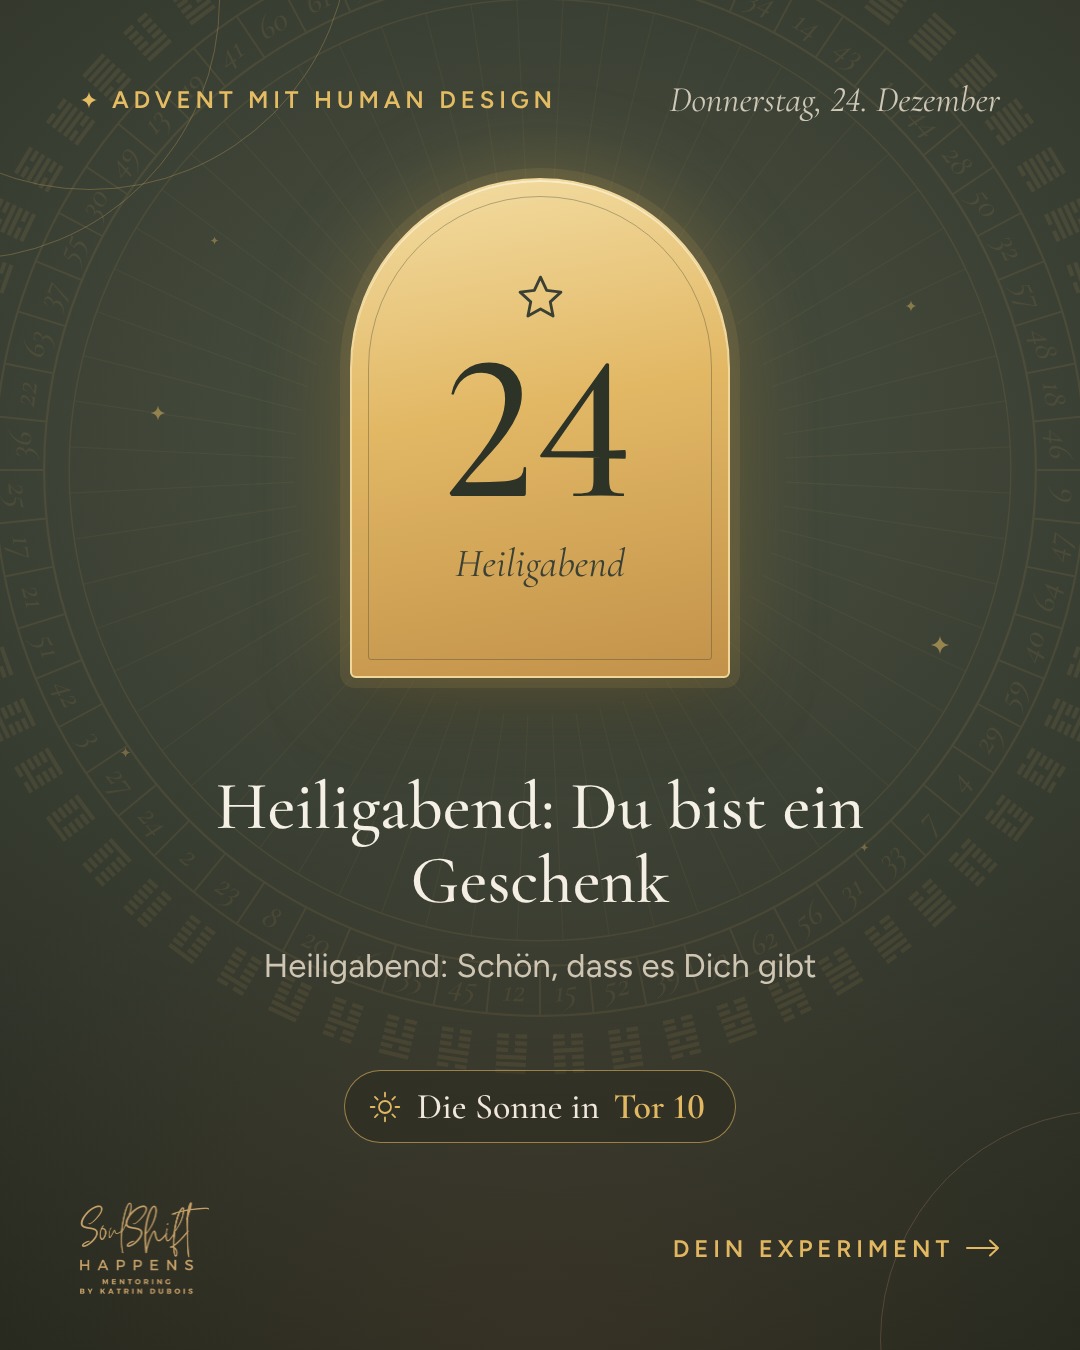 ADVENT MIT HUMAN DESIGN
Donnerstag, 24. Dezember
24
Heiligabend
Heiligabend: Du bist ein
Geschenk
Heiligabend: Schön, dass es Dich gibt
Die Sonne in Tor 10
SoulShift
HAPPENS
MENTORING
BY KATRIN DUBOIS
DEIN EXPERIMENT →